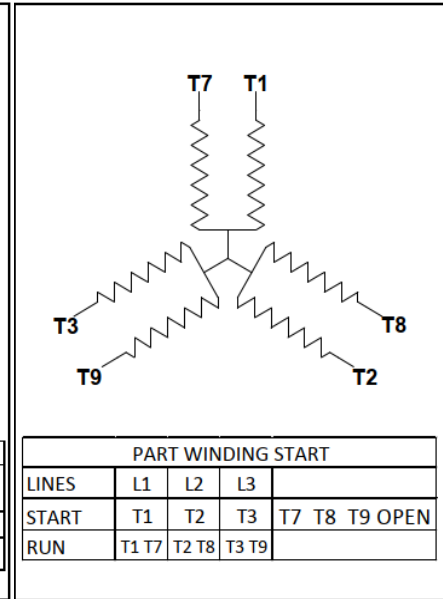 T7 T1
T3 T8
T9 T2
PART WINDING START
LINES L1 L2 L3
START T1 T2 T3 T7 T8 T9 OPEN
RUN T1 T7 T2 T8 T3 T9